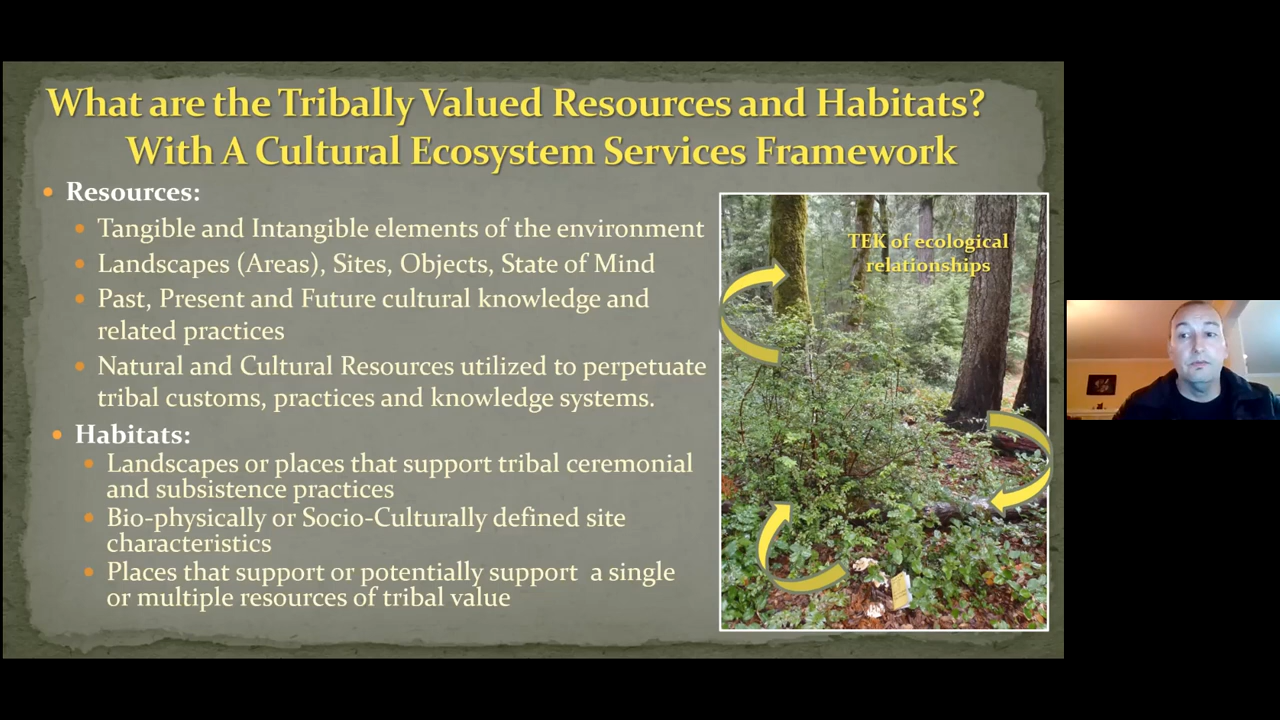 What are the Tribally Valued Resources and Habitats?
With A Cultural Ecosystem Services Framework
Resources:
Tangible and Intangible elements of the environment
Landscapes (Areas), Sites, Objects, State of Mind
Past, Present and Future cultural knowledge and
related practices
Natural and Cultural Resources utilized to perpetuate
tribal customs, practices and knowledge systems.
Habitats:
Landscapes or places that support tribal ceremonial
and subsistence practices
Bio-physically or Socio-Culturally defined site
characteristics
Places that support or potentially support a single
or multiple resources of tribal value
TEK of ecological
relationships